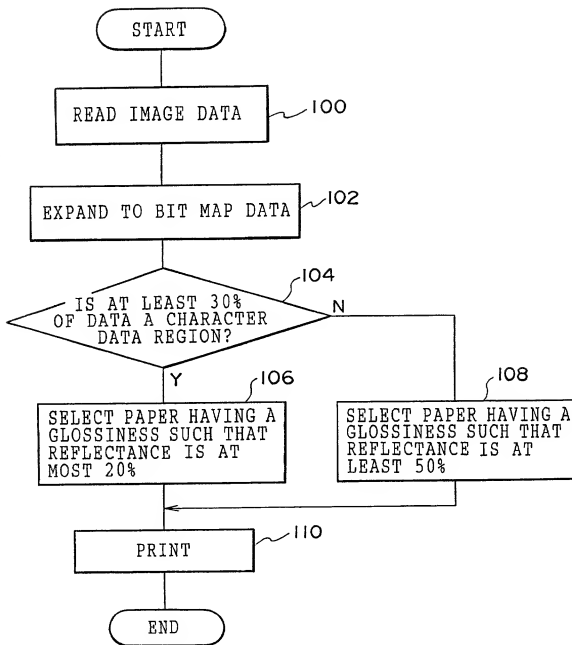 START
READ IMAGE DATA
100
EXPAND TO BIT MAP DATA
102
104
IS AT LEAST 30%
OF DATA A CHARACTER
DATA REGION?
N
Y
106
SELECT PAPER HAVING A
GLOSSINESS SUCH THAT
REFLECTANCE IS AT
MOST 20%
108
SELECT PAPER HAVING A
GLOSSINESS SUCH THAT
REFLECTANCE IS AT
LEAST 50%
PRINT
110
END